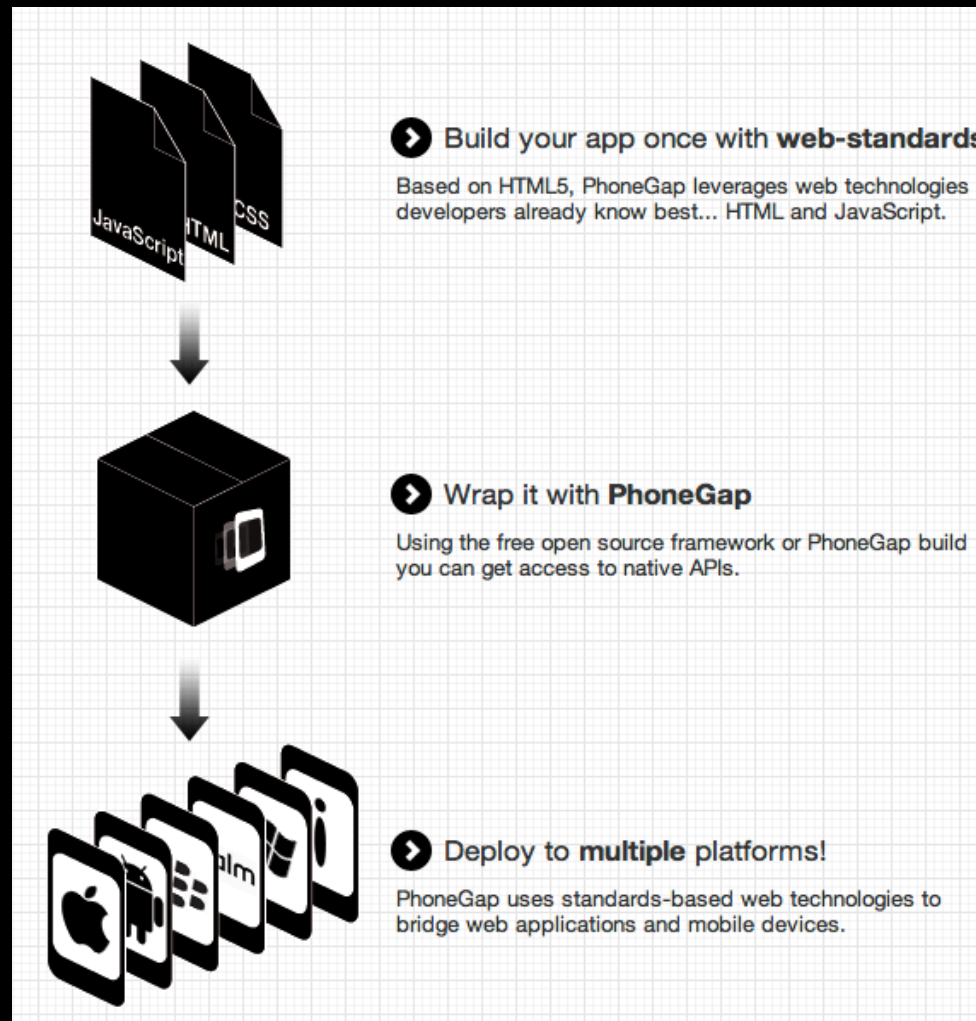 JavaScript
HTML
CSS
Build your app once with web-standards
Based on HTML5, PhoneGap leverages web technologies
developers already know best... HTML and JavaScript.
Wrap it with PhoneGap
Using the free open source framework or PhoneGap build
you can get access to native APIs.
alm
Deploy to multiple platforms!
PhoneGap uses standards-based web technologies to
bridge web applications and mobile devices.